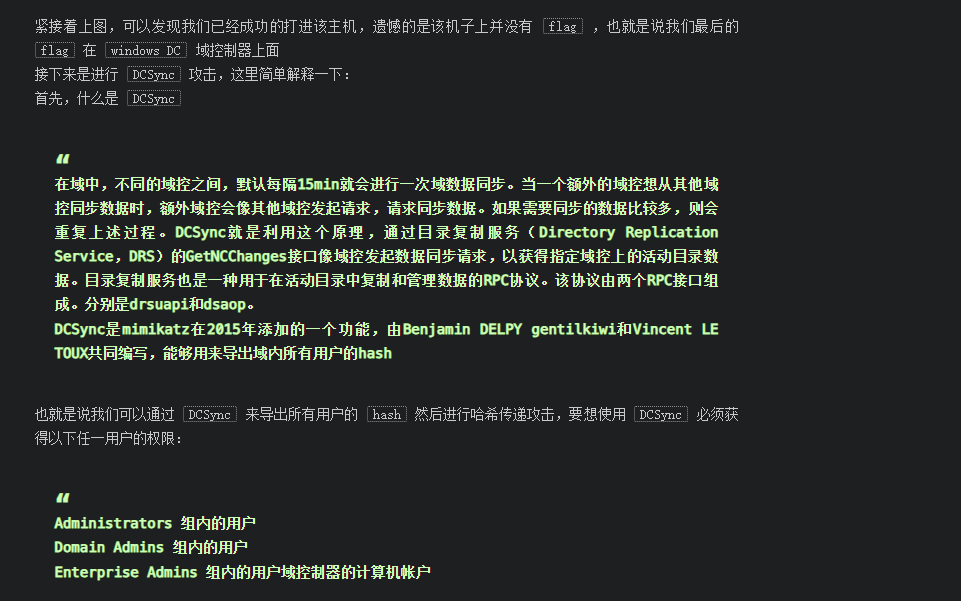 紧接着上图，可以发现我们已经成功的打进该主机，遗憾的是该机子上并没有 flag ，也就是说我们最后的
flag 在 windows DC 域控制器上面
接下来是进行 DCSync 攻击，这里简单解释一下：
首先，什么是 DCSync
“
在域中，不同的域控之间，默认每隔15min就会进行一次域数据同步。当一个额外的域控想从其他域
控同步数据时，额外域控会像其他域控发起请求，请求同步数据。如果需要同步的数据比较多，则会
重复上述过程。DCSync就是利用这个原理，通过目录复制服务（Directory Replication
Service，DRS）的GetNCChanges接口像域控发起数据同步请求，以获得指定域控上的活动目录数
据。目录复制服务也是一种用于在活动目录中复制和管理数据的RPC协议。该协议由两个RPC接口组
成。分别是drsuapi和dsaop。
DCSync是mimikatz在2015年添加的一个功能，由Benjamin DELPY gentilkiwi和Vincent LE
TOUX共同编写，能够用来导出域内所有用户的hash
也就是说我们可以通过 DCSync 来导出所有用户的 hash 然后进行哈希传递攻击，要想使用 DCSync 必须获
得以下任一用户的权限：
“
Administrators 组内的用户
Domain Admins 组内的用户
Enterprise Admins 组内的用户域控制器的计算机帐户